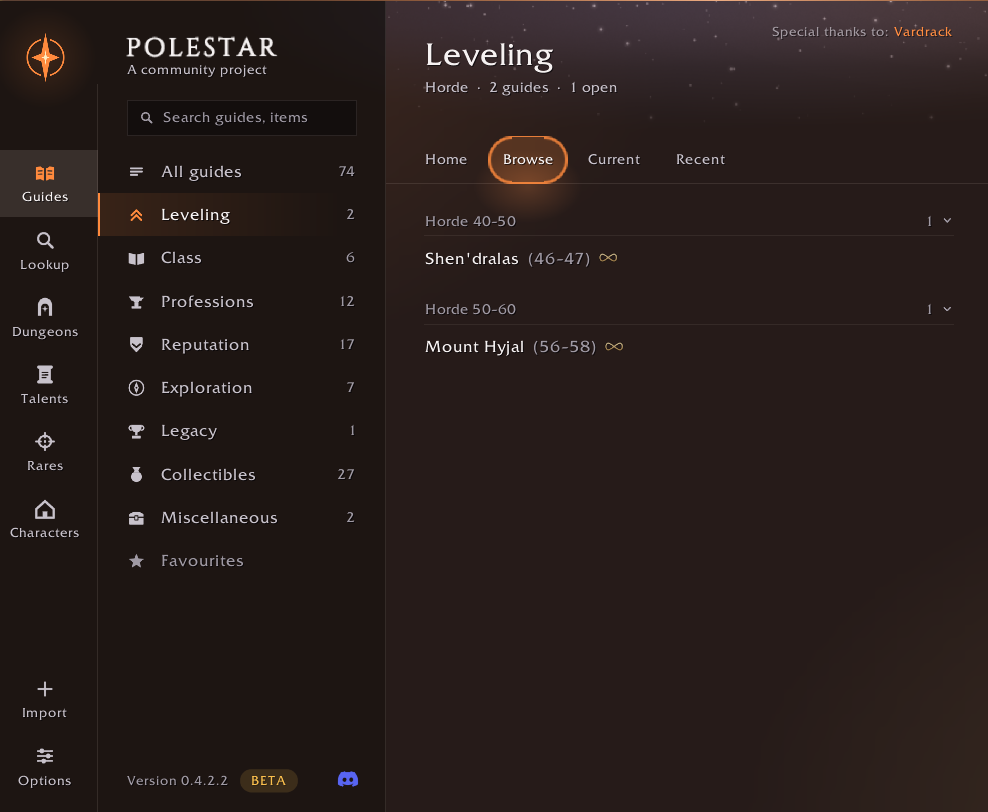 POLESTAR
A community project
Search guides, items
Guides
Lookup
Dungeons
Talents
Rares
Characters
Import
Options
All guides 74
Leveling 2
Class 6
Professions 12
Reputation 17
Exploration 7
Legacy 1
Collectibles 27
Miscellaneous 2
Favourites
Version 0.4.2.2 BETA
Special thanks to: Vardrack
Leveling
Horde · 2 guides · 1 open
Home Browse Current Recent
Horde 40-50 1
Shen'dralas (46-47)
Horde 50-60 1
Mount Hyjal (56-58)